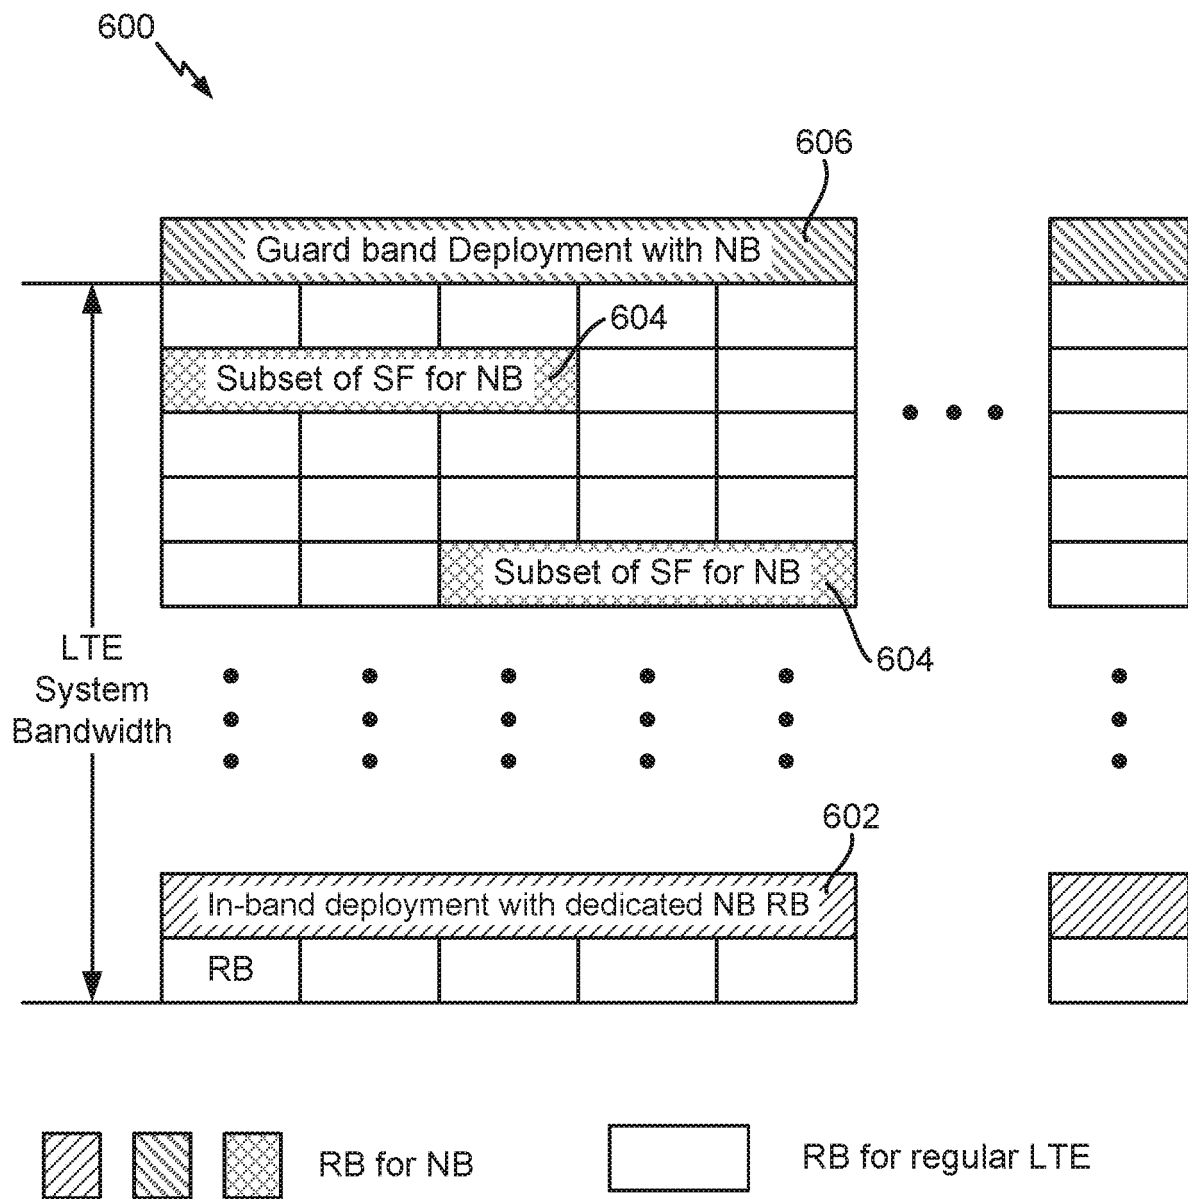 600
606
Guard band Deployment with NB
604
Subset of SF for NB
Subset of SF for NB
604
LTE
System
Bandwidth
602
In-band deployment with dedicated NB RB
RB
RB for NB
RB for regular LTE